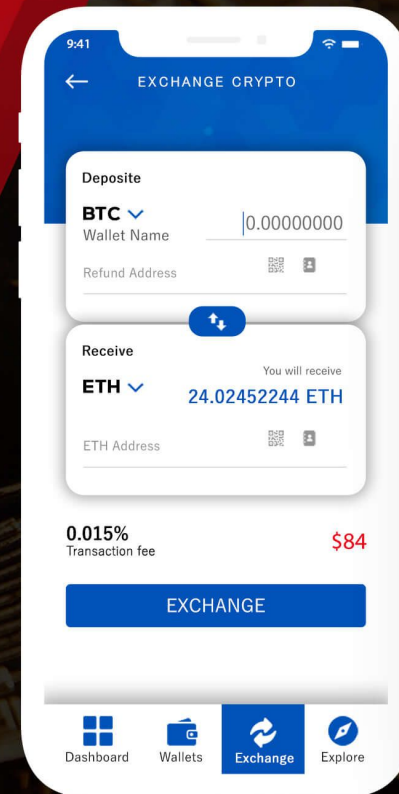 9:41
EXCHANGE CRYPTO
Deposite
BTC
0.00000000
Wallet Name
Refund Address
Receive
You will receive
ETH
24.02452244 ETH
ETH Address
0.015%
Transaction fee
$84
EXCHANGE
Dashboard Wallets Exchange Explore